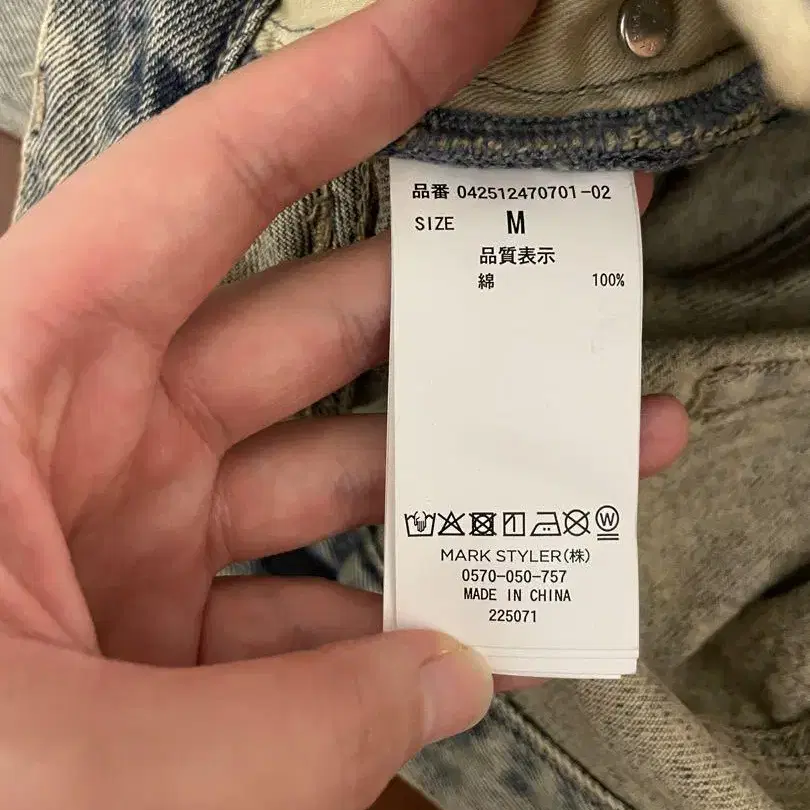 品番 042512470701-02
SIZE M
品質表示
綿 100%
W
MARK STYLER(株)
0570-050-757
MADE IN CHINA
225071